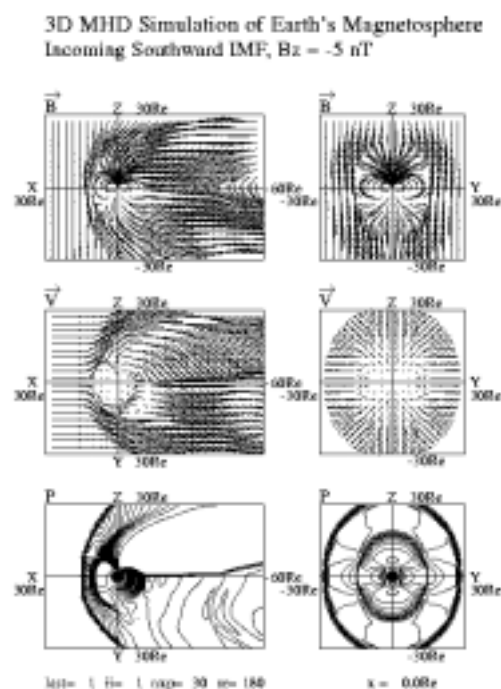 3D MHD Simulation of Earth's Magnetosphere
Incoming Southward IMF, Bz = -5 nT
B Z 30Re B Z 30Re
X 30Re -60Re Y 30Re -30Re
-30Re -30Re
V Z 30Re V Z 30Re
X 30Re -60Re Y 30Re -30Re
Y 30Re -30Re
P Z 30Re P Z 30Re
X 30Re -60Re Y 30Re -30Re
Y 30Re -30Re
x = 0.0Re